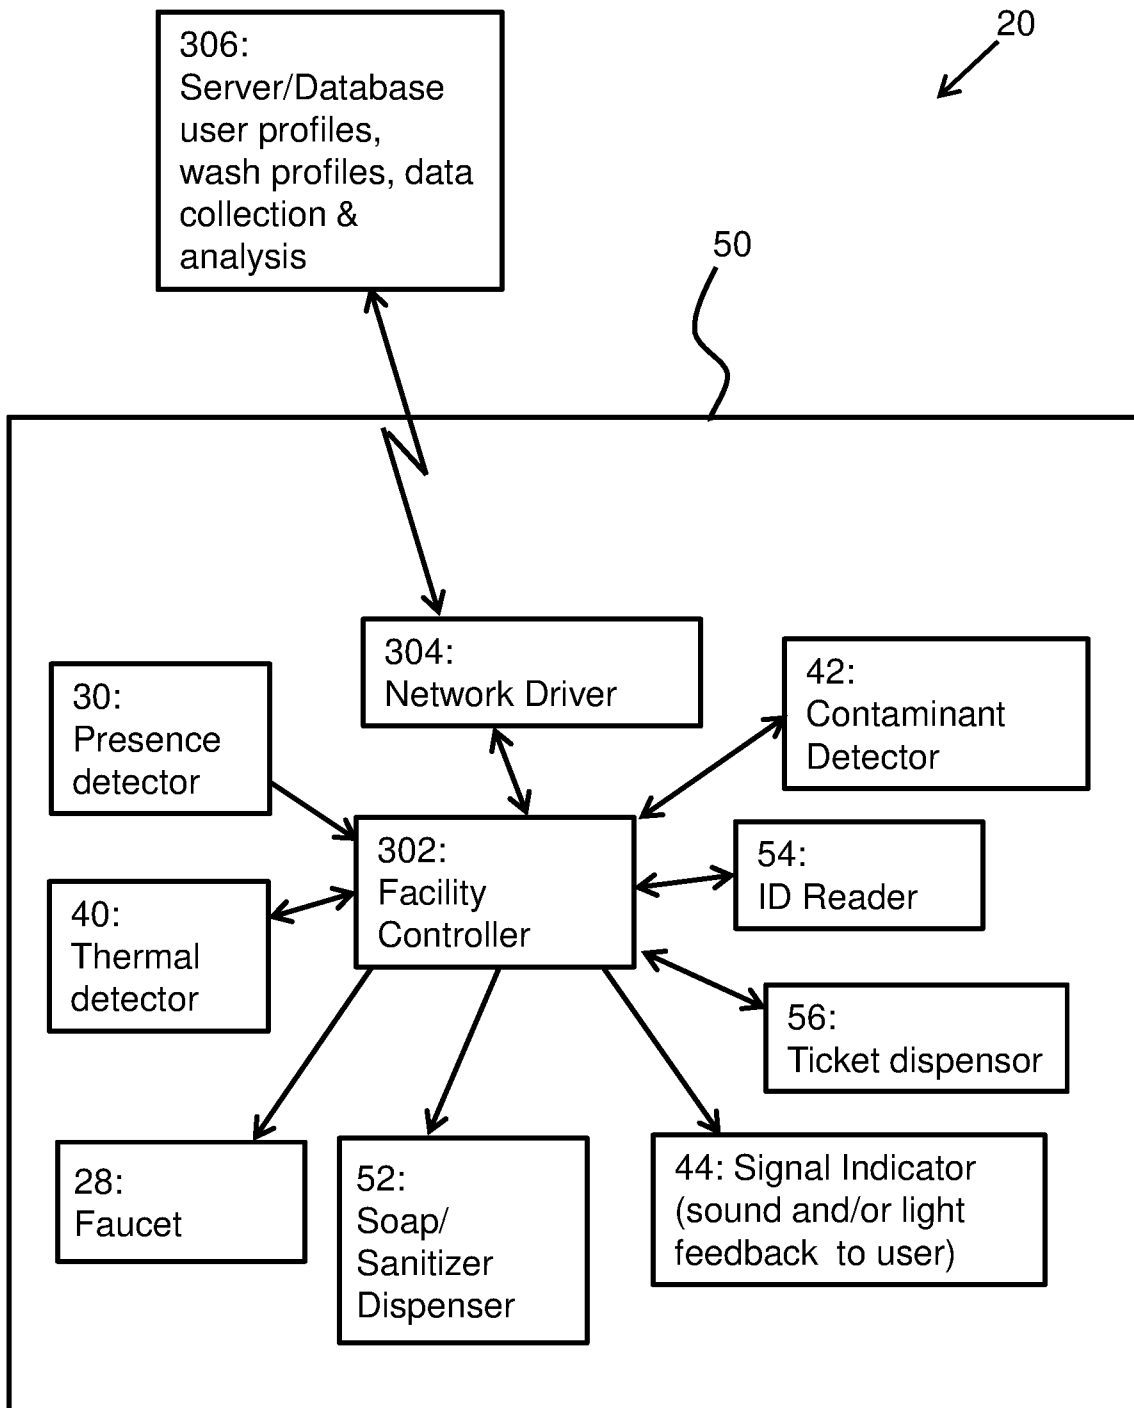 20
306:
Server/Database
user profiles,
wash profiles, data
collection &
analysis
50
304:
Network Driver
30:
Presence
detector
42:
Contaminant
Detector
302:
Facility
Controller
54:
ID Reader
40:
Thermal
detector
56:
Ticket dispensor
28:
Faucet
52:
Soap/
Sanitizer
Dispenser
44: Signal Indicator
(sound and/or light
feedback  to user)